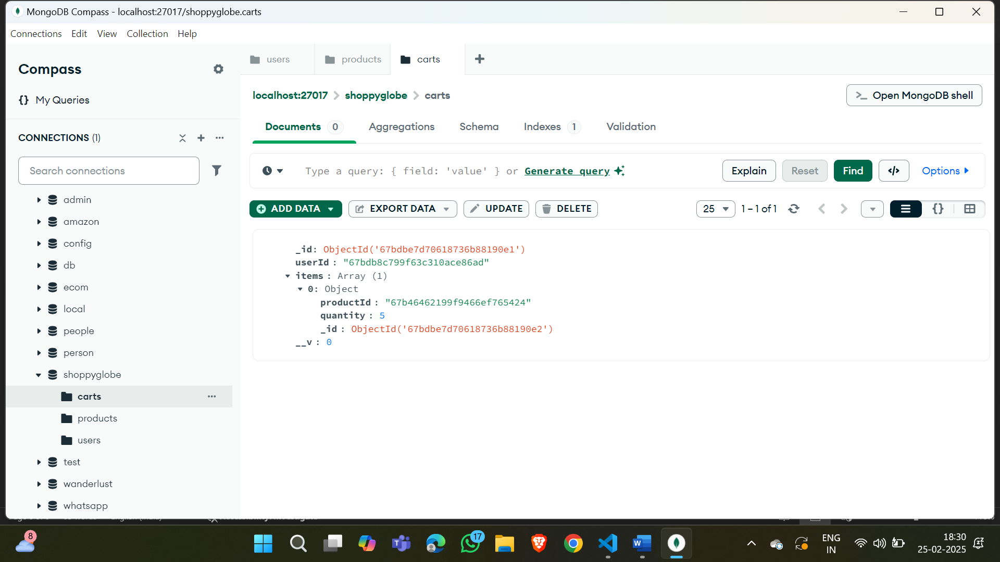 MongoDB Compass - localhost:27017/shoppyglobe.carts
Connections Edit View Collection Help
Compass
{} My Queries
CONNECTIONS (1)
Search connections
admin
amazon
config
db
ecom
local
people
person
shoppyglobe
carts
products
users
test
wanderlust
whatsapp
users products carts
localhost:27017 > shoppyglobe > carts
>_ Open MongoDB shell
Documents 0 Aggregations Schema Indexes 1 Validation
Type a query: { field: 'value' } or Generate query
Explain Reset Find </> Options
ADD DATA EXPORT DATA UPDATE DELETE
25 1 – 1 of 1 {}
_id: ObjectId('67bdbe7d70618736b88190e1')
userId : "67bdb8c799f63c310ace86ad"
items : Array (1)
0: Object
productId : "67b46462199f9466ef765424"
quantity : 5
_id : ObjectId('67bdbe7d70618736b88190e2')
__v : 0
8
17
ENG
IN
18:30
25-02-2025